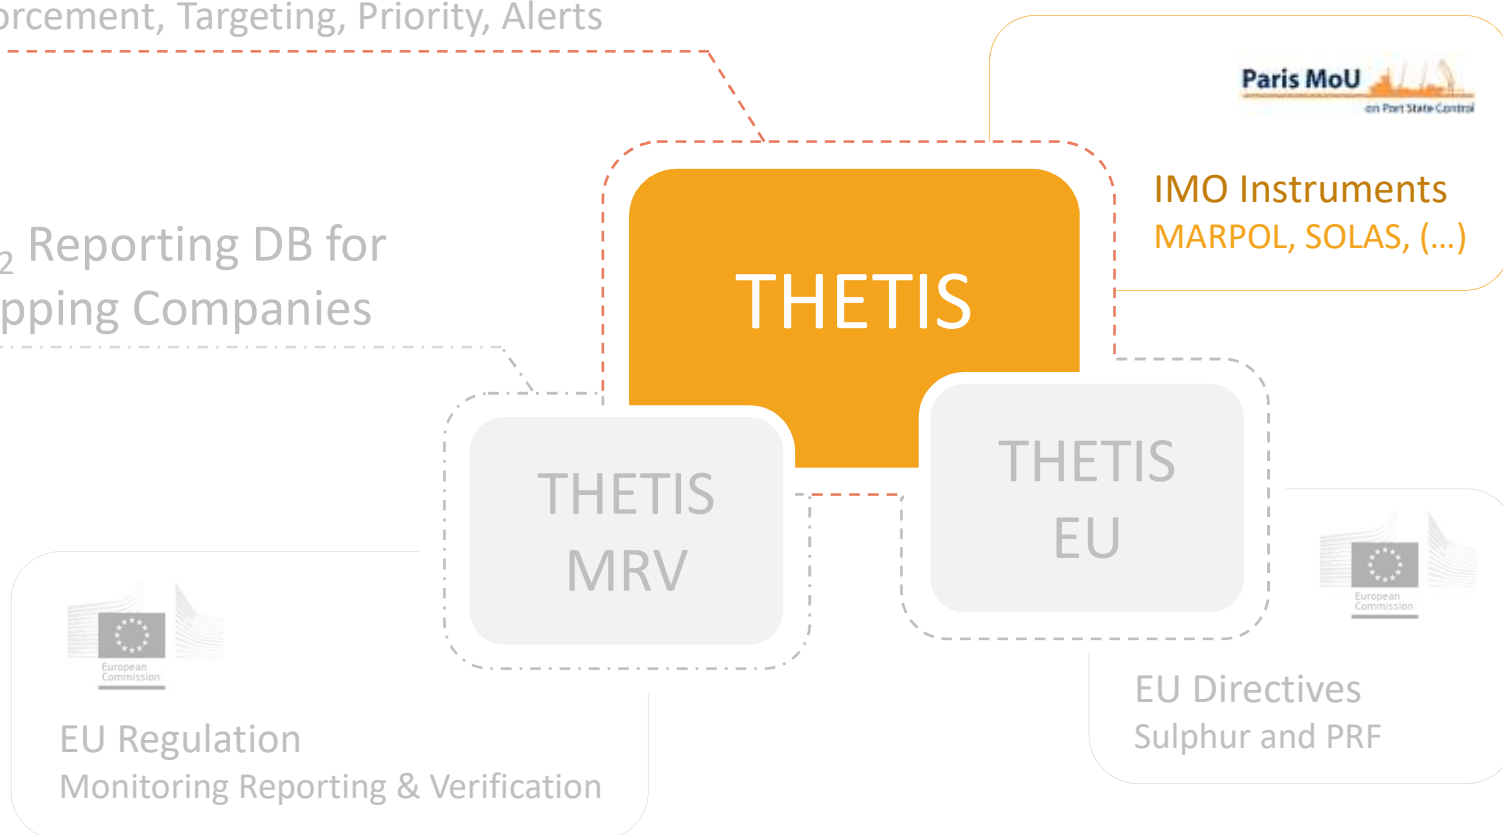 orcement, Targeting, Priority, Alerts
Paris MoU
on Port State Control
IMO Instruments
MARPOL, SOLAS, (...)
2 Reporting DB for
pping Companies
THETIS
THETIS
MRV
THETIS
EU
European
Commission
EU Regulation
Monitoring Reporting & Verification
European
Commission
EU Directives
Sulphur and PRF